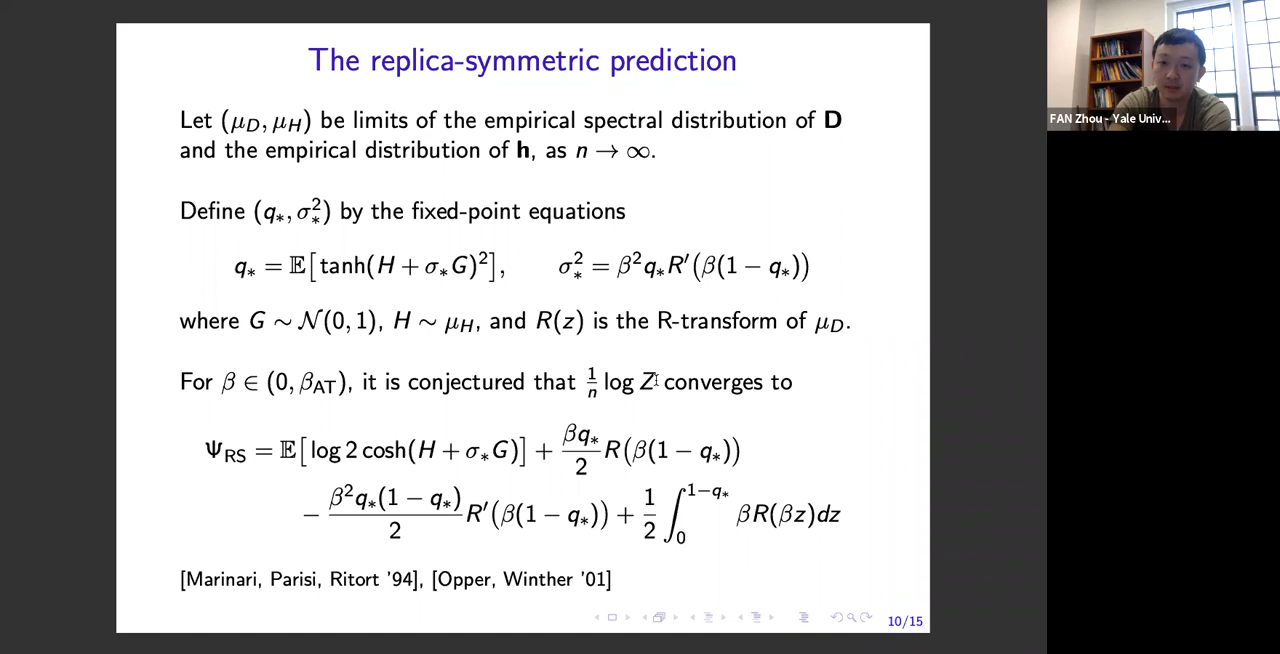 The replica-symmetric prediction
Let (μ_D, μ_H) be limits of the empirical spectral distribution of D
and the empirical distribution of h, as n → ∞.
Define (q_*, σ_*^2) by the fixed-point equations
q_* = 𝔼[tanh(H + σ_*G)^2], σ_*^2 = β^2 q_* R′(β(1 − q_*))
where G ∼ N(0, 1), H ∼ μ_H, and R(z) is the R-transform of μ_D.
For β ∈ (0, β_AT), it is conjectured that 1/n log Z converges to
Ψ_RS = 𝔼[log 2 cosh(H + σ_*G)] + βq_*/2 R(β(1 − q_*))
− β^2 q_*(1 − q_*)/2 R′(β(1 − q_*)) + 1/2 ∫_0^{1−q_*} βR(βz)dz
[Marinari, Parisi, Ritort '94], [Opper, Winther '01]
10/15
FAN Zhou - Yale Univ...